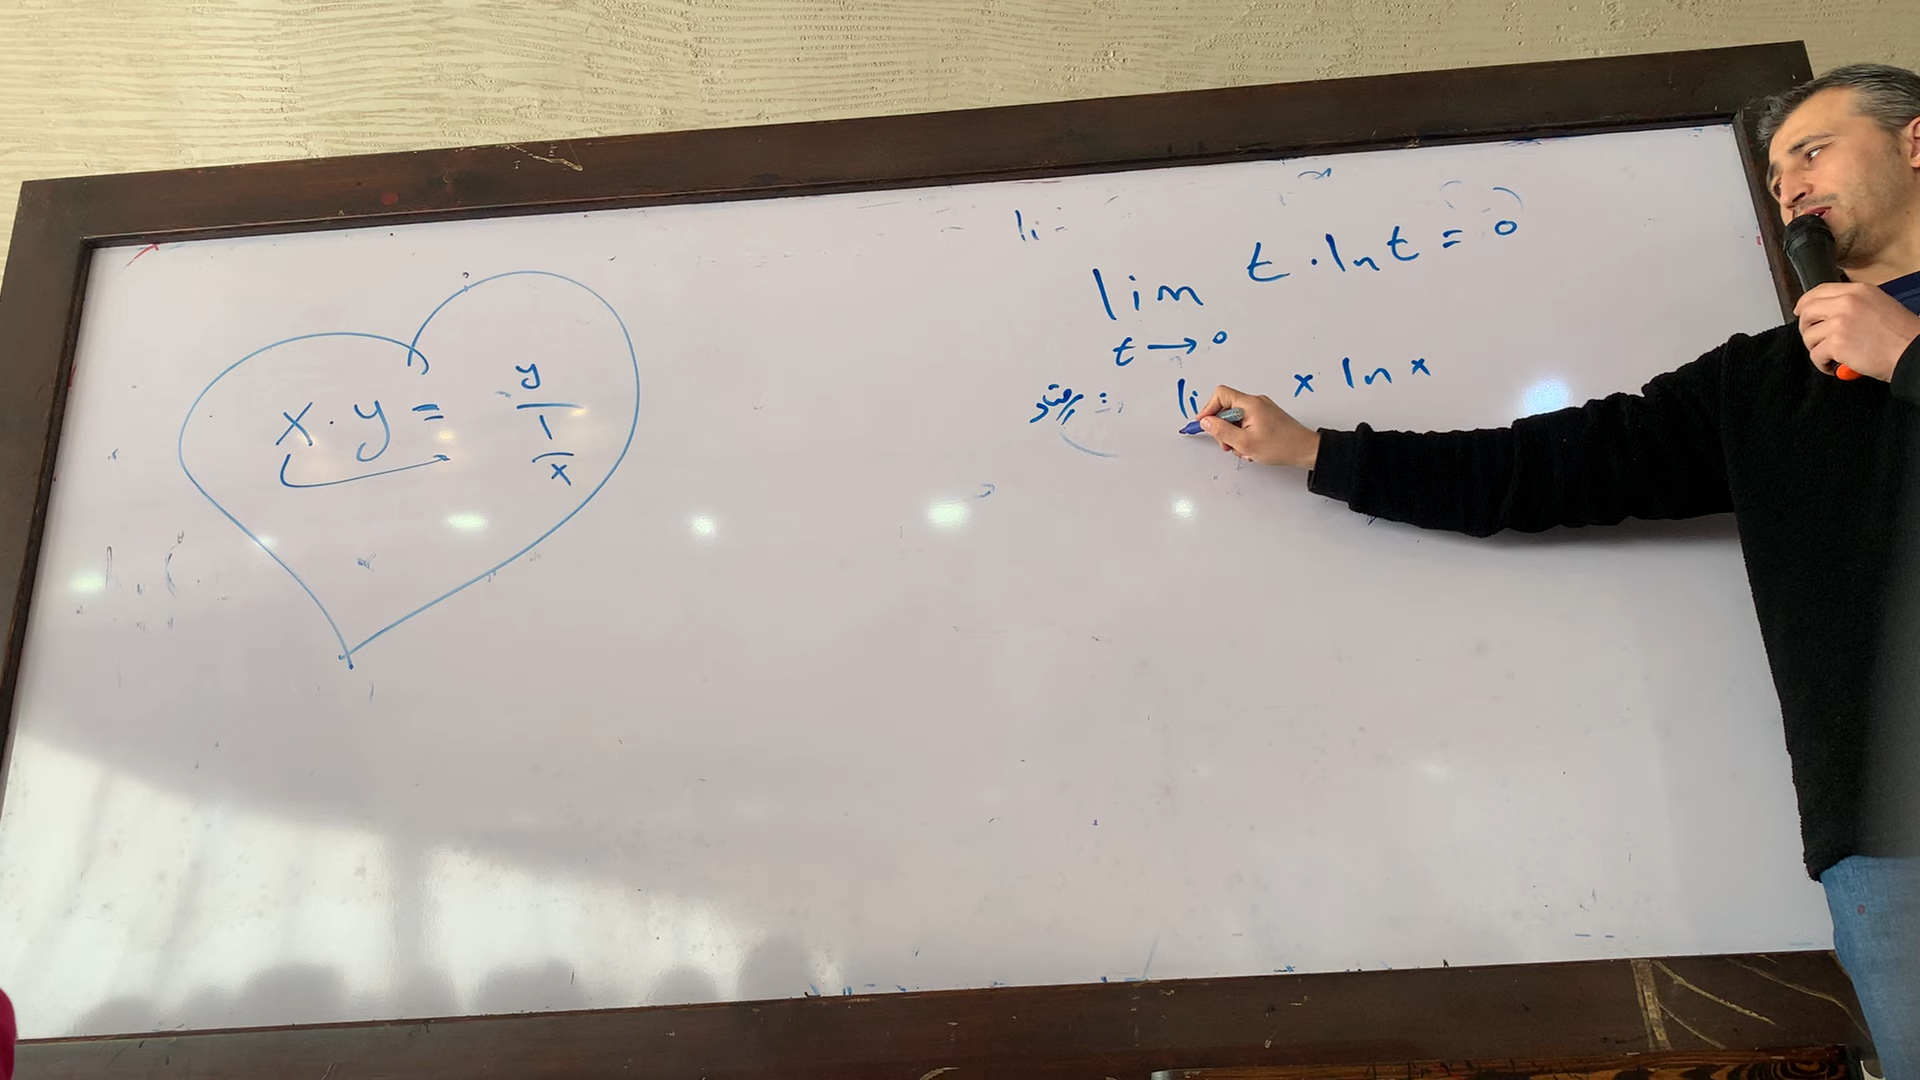 x · y = y / 1/x
li
lim t · ln t = 0
t → 0
li x ln x